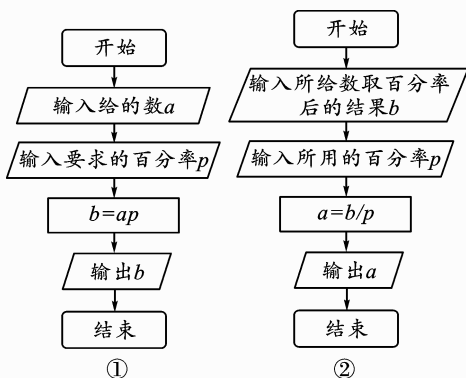 开始
输入给的数a
输入要求的百分率p
b=ap
输出b
结束
①
开始
输入所给数取百分率
后的结果b
输入所用的百分率p
a=b/p
输出a
结束
②